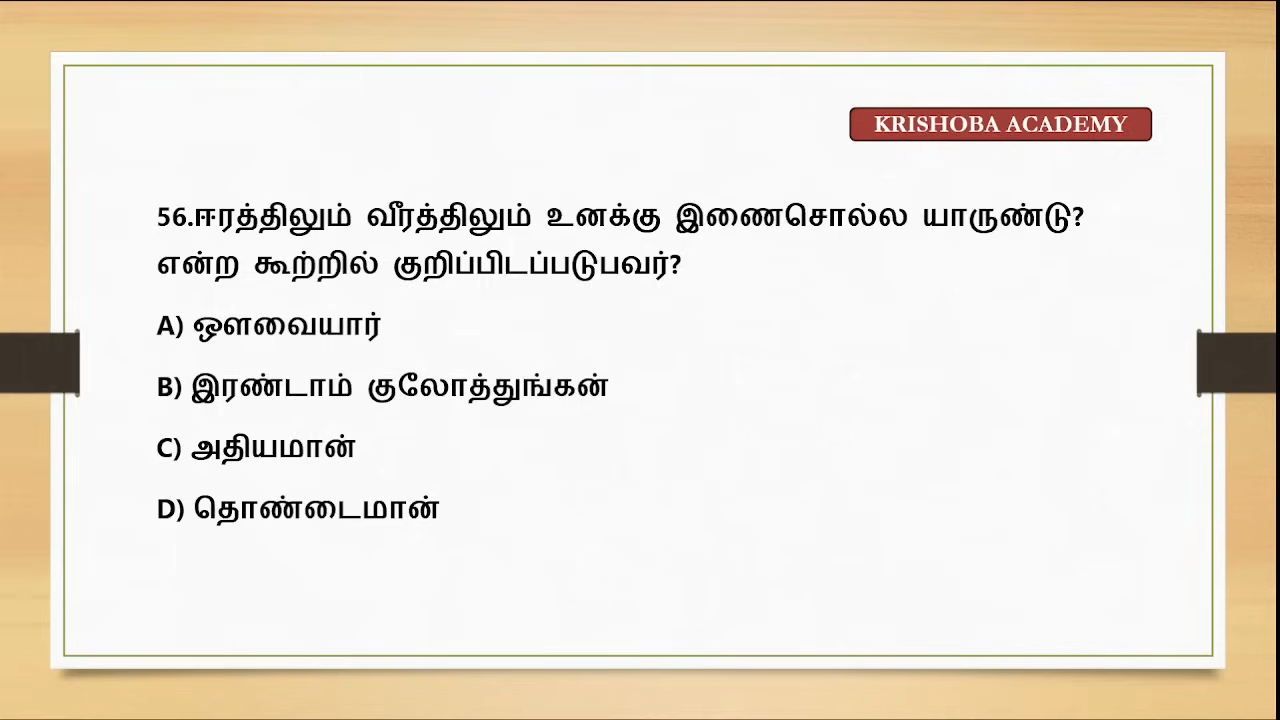 KRISHOBA ACADEMY
56.ஈரத்திலும் வீரத்திலும் உனக்கு இணைசொல்ல யாருண்டு?
என்ற கூற்றில் குறிப்பிடப்படுபவர்?
A) ஔவையார்
B) இரண்டாம் குலோத்துங்கன்
C) அதியமான்
D) தொண்டைமான்